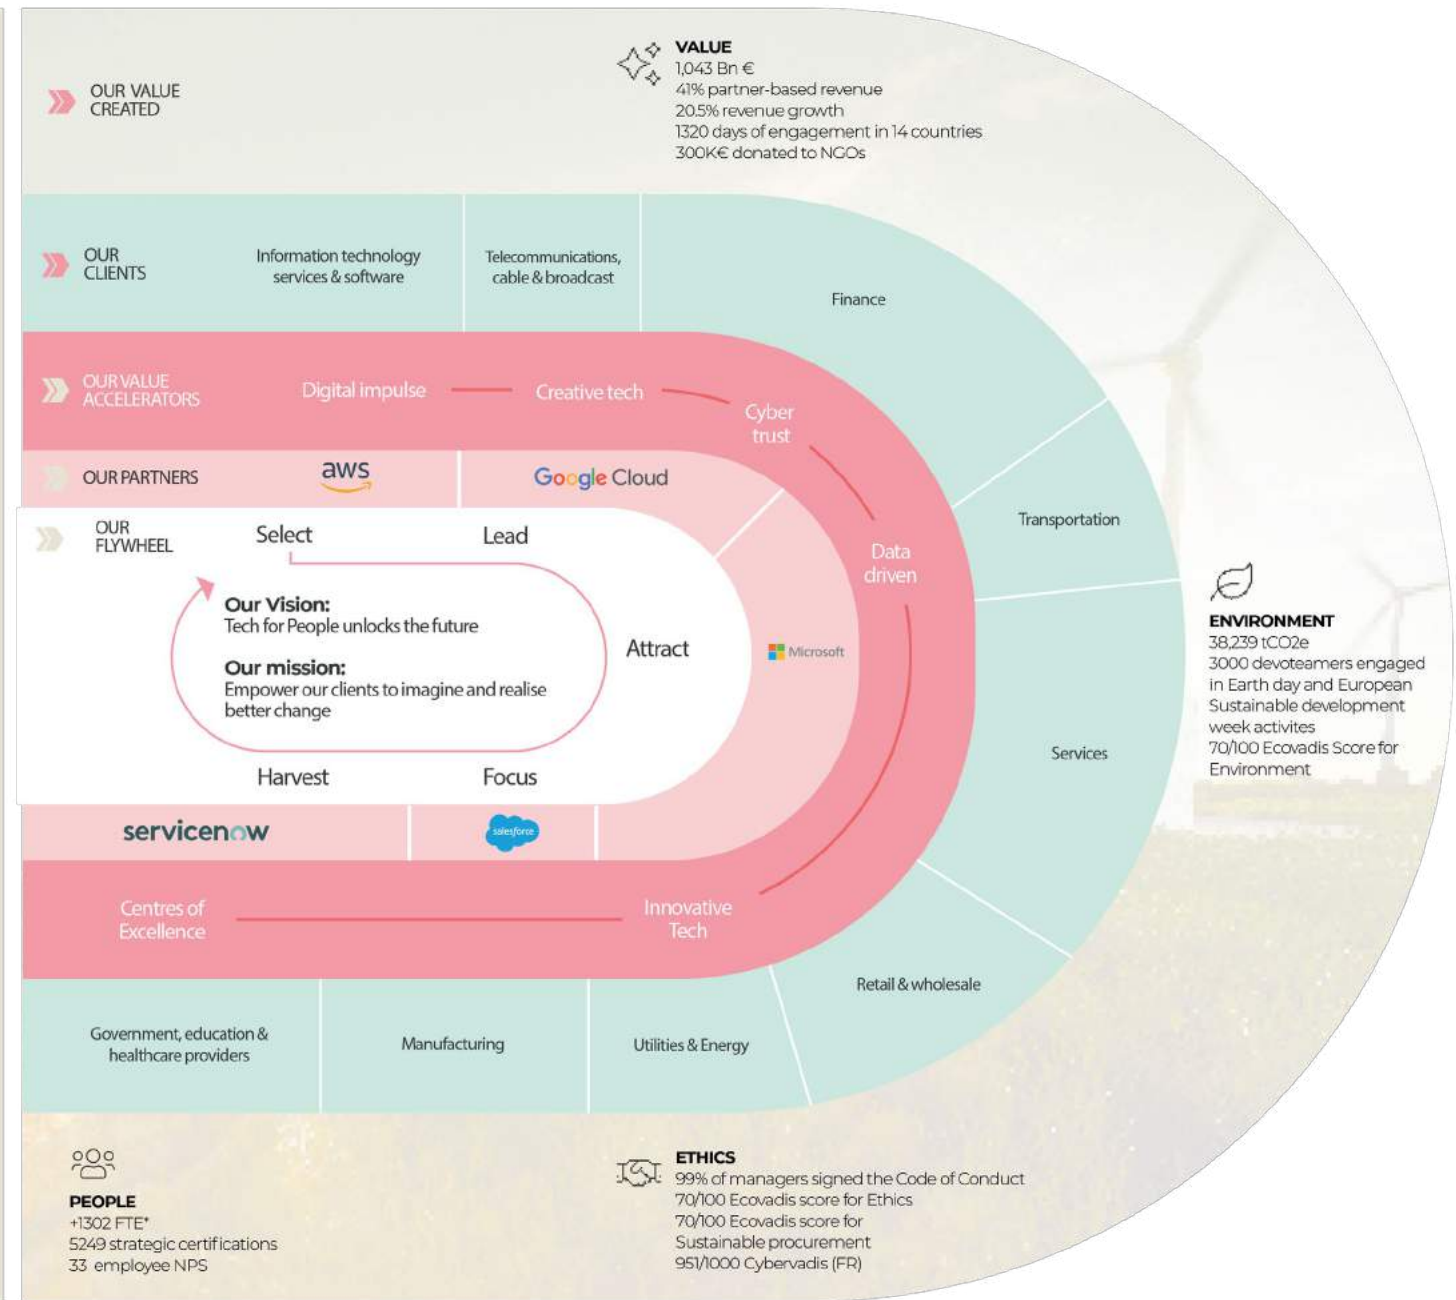 OUR VALUE
CREATED
VALUE
1,043 Bn €
41% partner-based revenue
20.5% revenue growth
1320 days of engagement in 14 countries
300K€ donated to NGOs
OUR
CLIENTS
Information technology
services & software
Telecommunications,
cable & broadcast
Finance
Transportation
Services
Retail & wholesale
Utilities & Energy
Manufacturing
Government, education &
healthcare providers
OUR VALUE
ACCELERATORS
Digital impulse
Creative tech
Cyber
trust
Data
driven
Innovative
Tech
Centres of
Excellence
OUR PARTNERS
aws
Google Cloud
Microsoft
salesforce
servicenow
OUR
FLYWHEEL
Select
Lead
Attract
Focus
Harvest
Our Vision:
Tech for People unlocks the future
Our mission:
Empower our clients to imagine and realise
better change
ENVIRONMENT
38,239 tCO2e
3000 devoteamers engaged
in Earth day and European
Sustainable development
week activites
70/100 Ecovadis Score for
Environment
PEOPLE
+1302 FTE*
5249 strategic certifications
33 employee NPS
ETHICS
99% of managers signed the Code of Conduct
70/100 Ecovadis score for Ethics
70/100 Ecovadis score for
Sustainable procurement
951/1000 Cybervadis (FR)